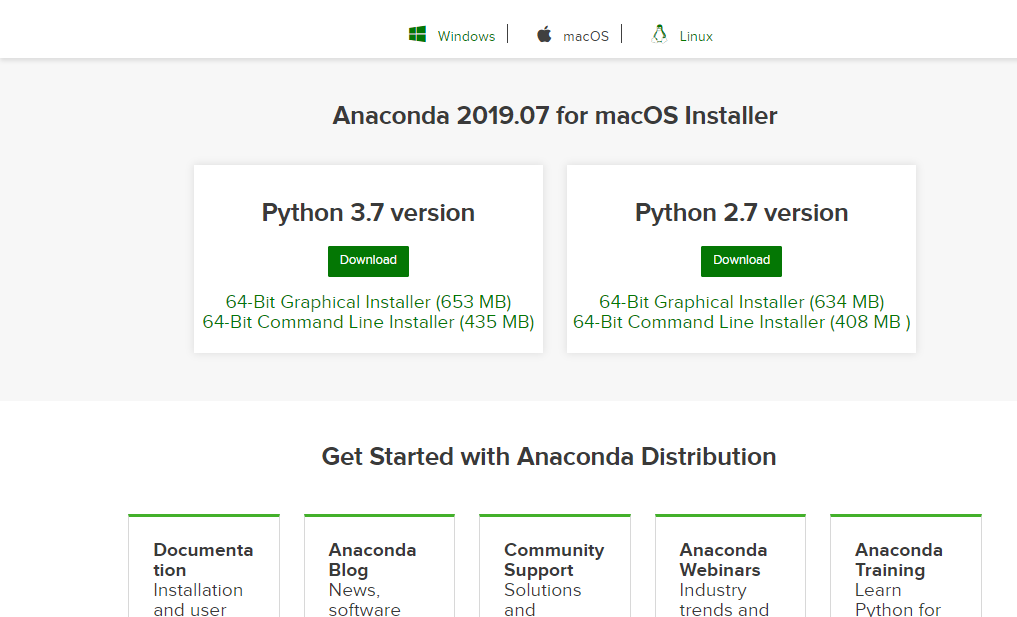 Windows
macOS
Linux
Anaconda 2019.07 for macOS Installer
Python 3.7 version
Download
64-Bit Graphical Installer (653 MB)
64-Bit Command Line Installer (435 MB)
Python 2.7 version
Download
64-Bit Graphical Installer (634 MB)
64-Bit Command Line Installer (408 MB )
Get Started with Anaconda Distribution
Documenta
tion
Installation
and user
Anaconda
Blog
News,
software
Community
Support
Solutions
and
Anaconda
Webinars
Industry
trends and
Anaconda
Training
Learn
Python for